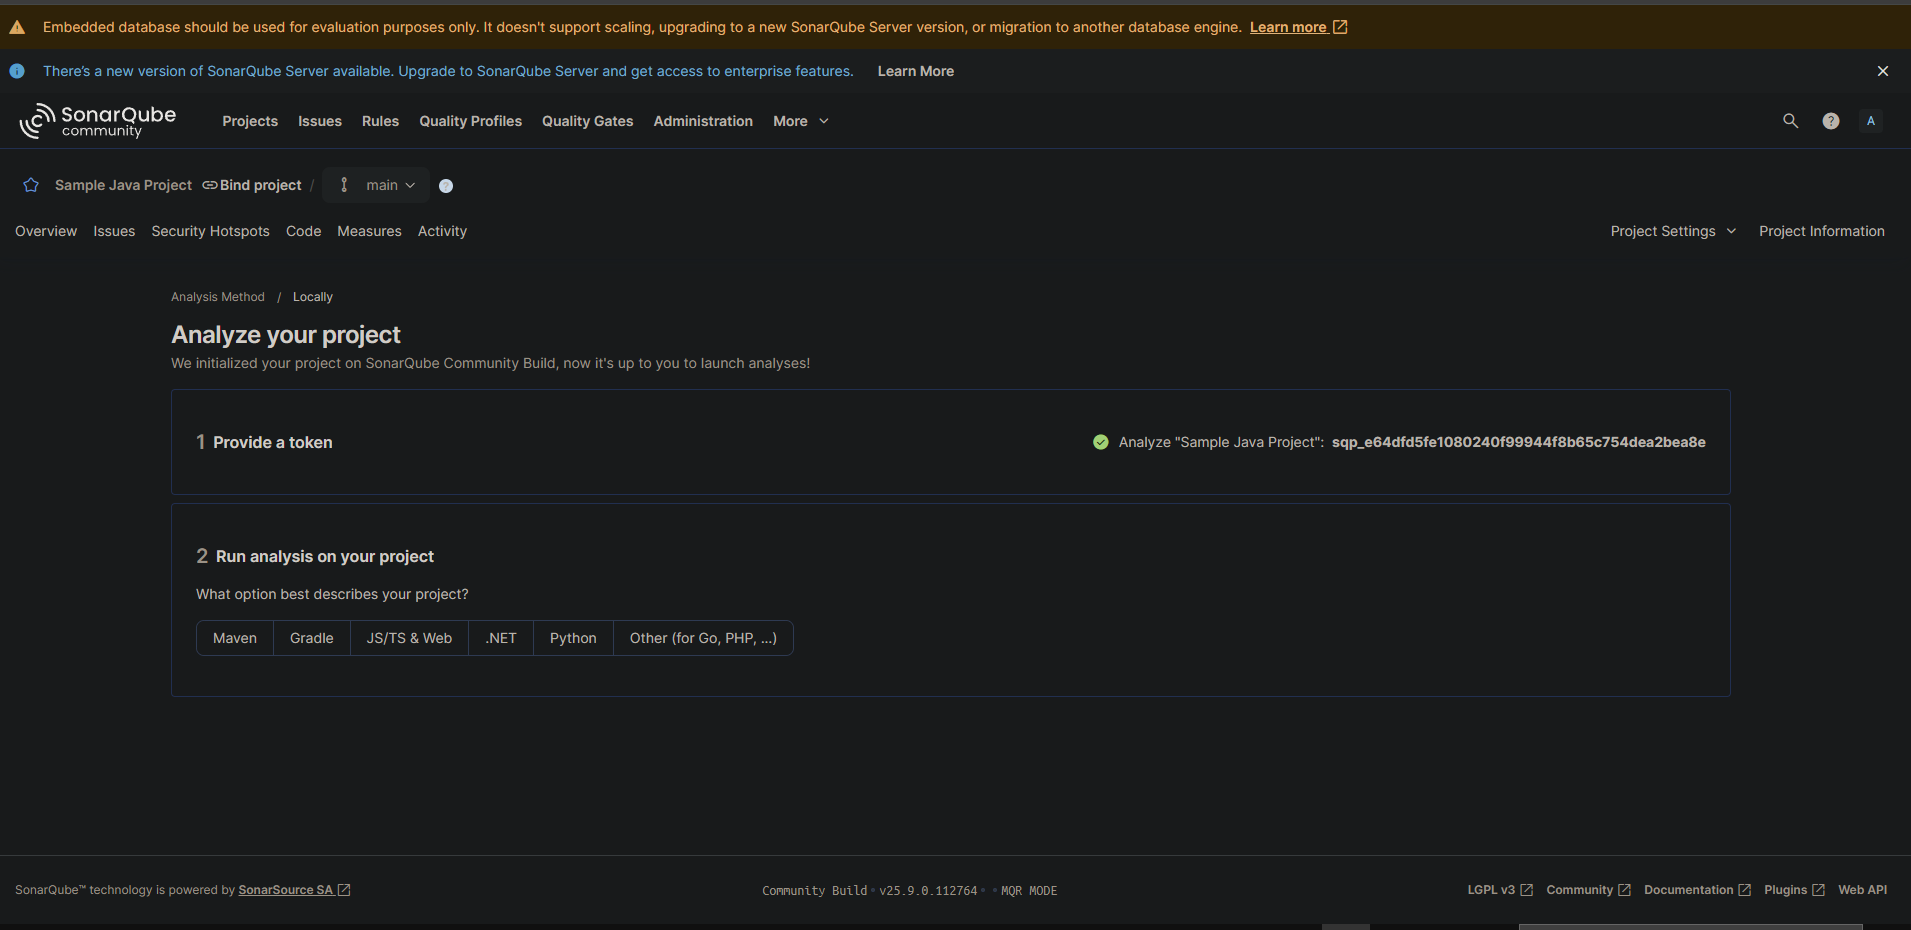 Embedded database should be used for evaluation purposes only. It doesn't support scaling, upgrading to a new SonarQube Server version, or migration to another database engine. Learn more
There's a new version of SonarQube Server available. Upgrade to SonarQube Server and get access to enterprise features. Learn More
SonarQube
community
Projects Issues Rules Quality Profiles Quality Gates Administration More
A
Sample Java Project Bind project / main
Overview Issues Security Hotspots Code Measures Activity
Project Settings Project Information
Analysis Method / Locally
Analyze your project
We initialized your project on SonarQube Community Build, now it's up to you to launch analyses!
1 Provide a token
Analyze "Sample Java Project": sqp_e64dfd5fe1080240f99944f8b65c754dea2bea8e
2 Run analysis on your project
What option best describes your project?
Maven Gradle JS/TS & Web .NET Python Other (for Go, PHP, ...)
SonarQube™ technology is powered by SonarSource SA
Community Build • v25.9.0.112764 • • MQR MODE
LGPL v3 Community Documentation Plugins Web API